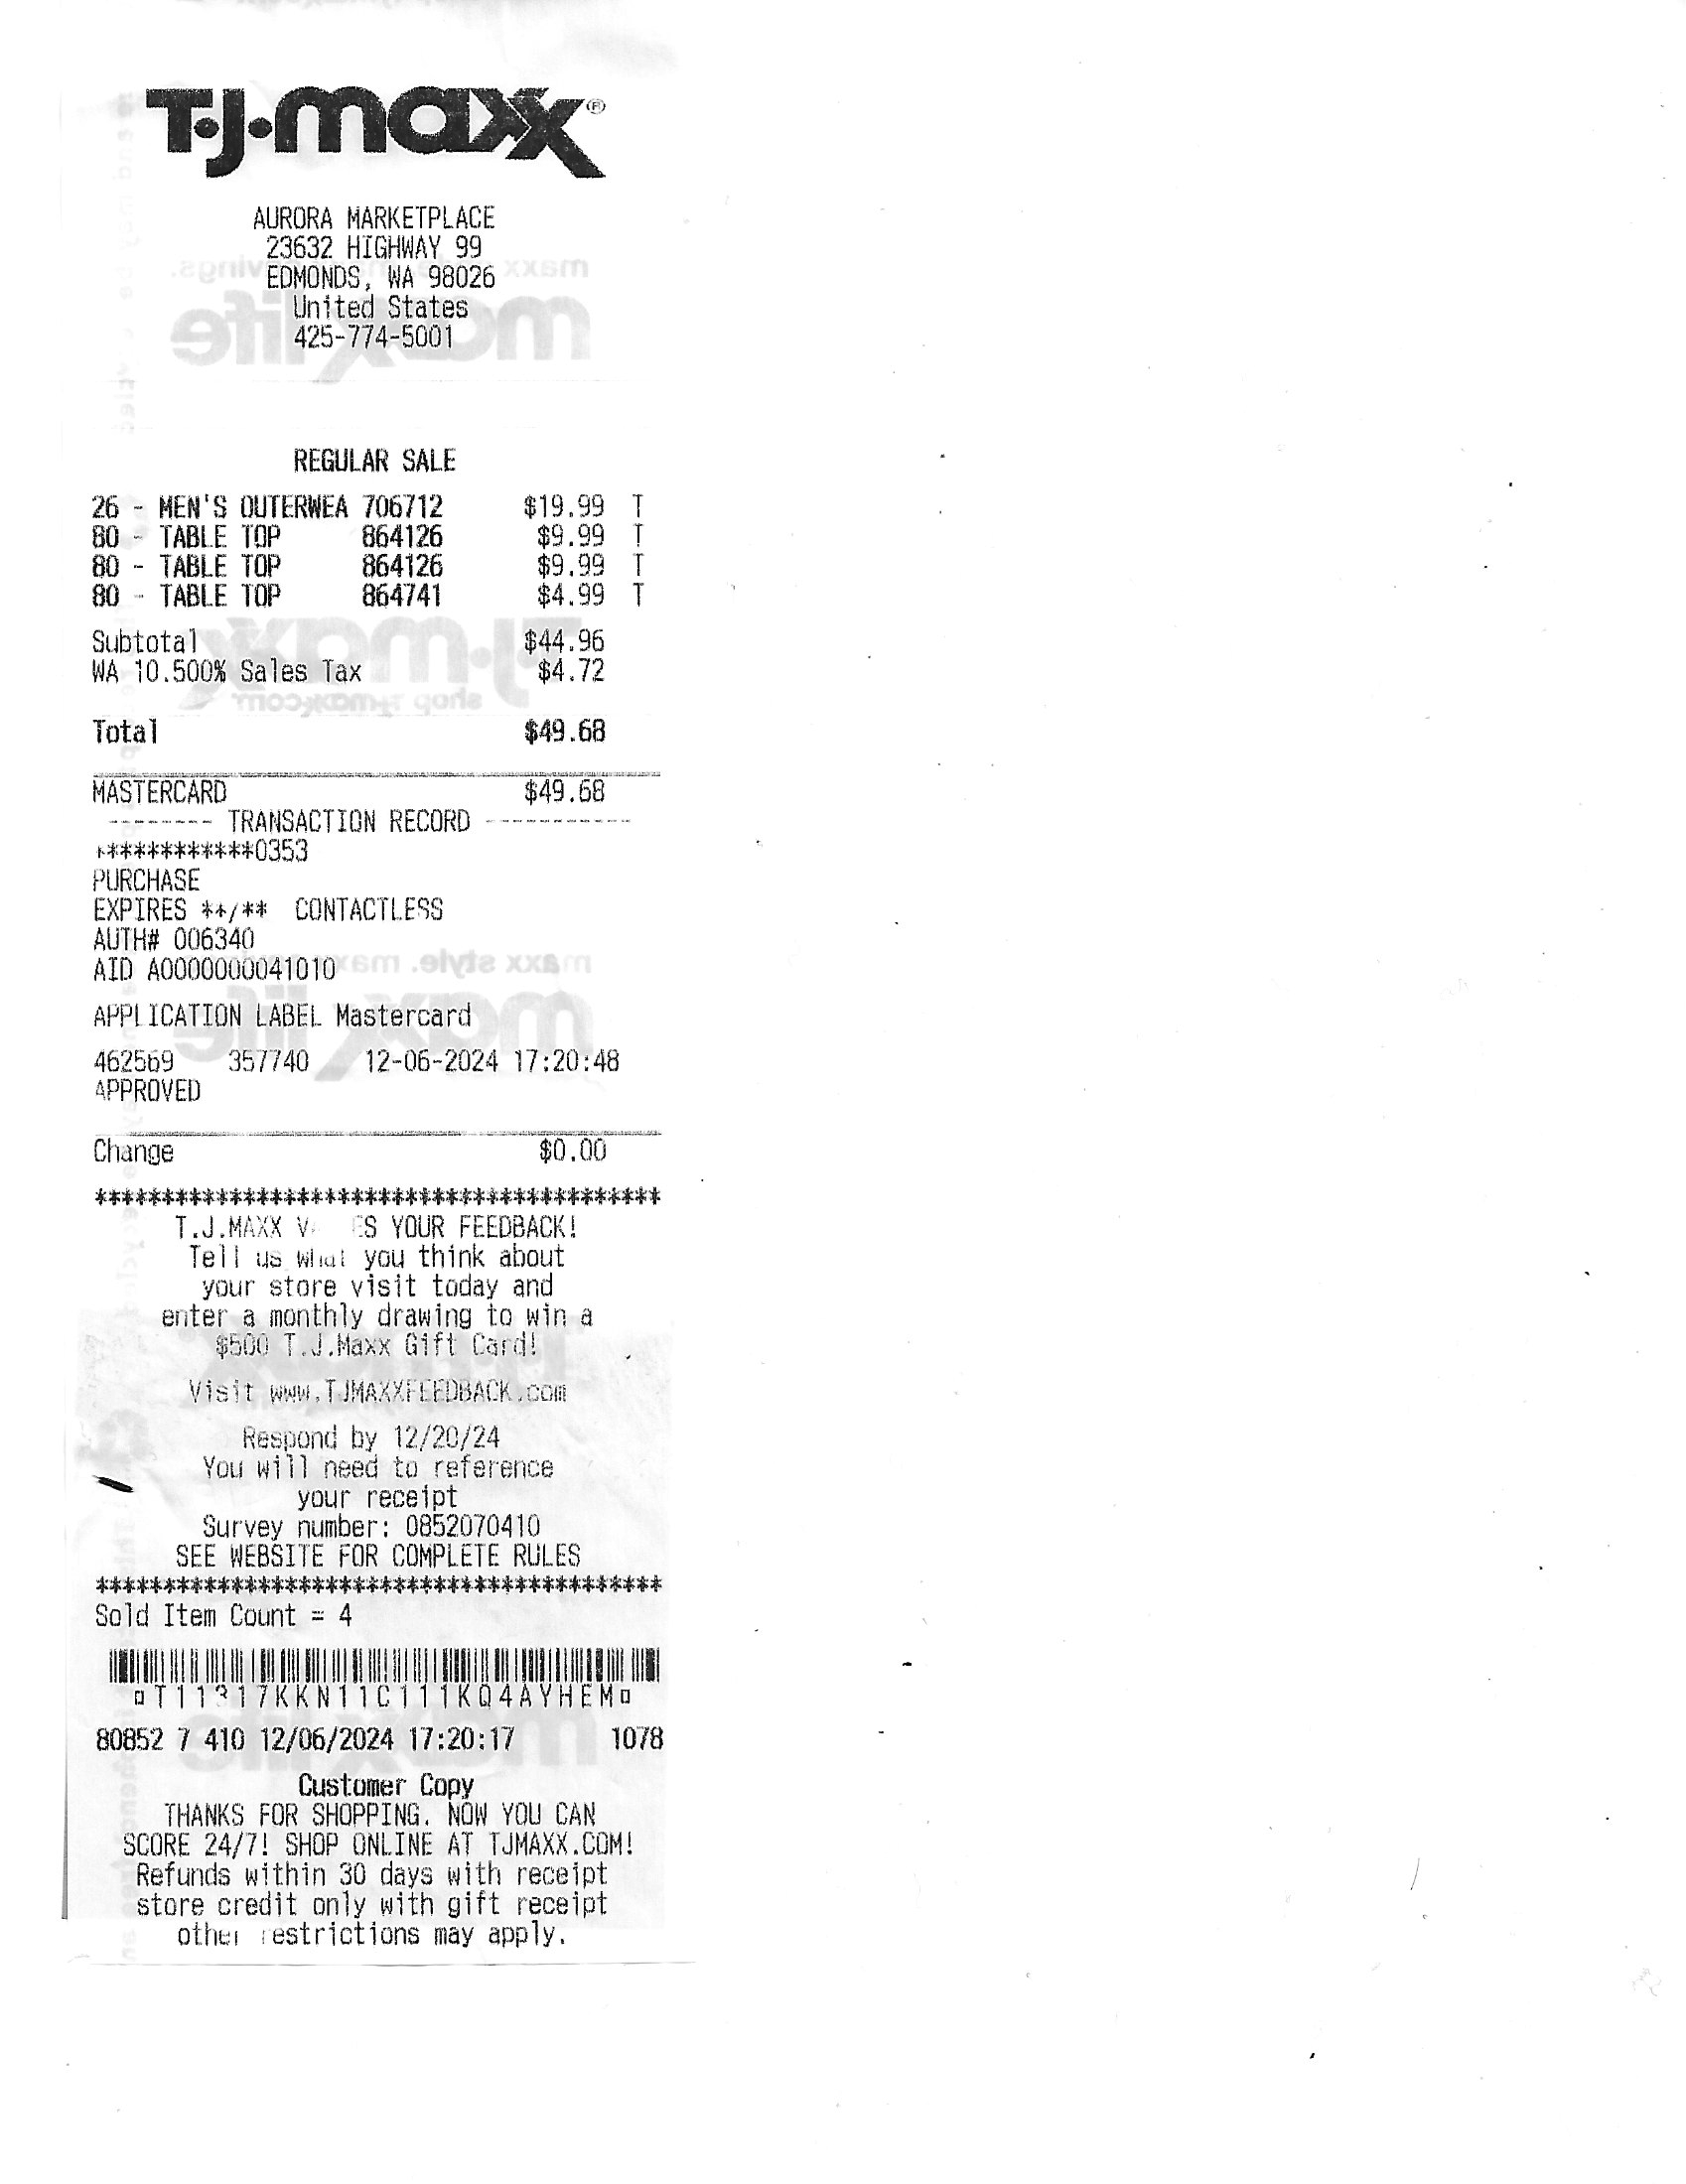 T·J·maxx®
AURORA MARKETPLACE
23632 HIGHWAY 99
EDMONDS, WA 98026
United States
425-774-5001
REGULAR SALE
26 - MEN'S OUTERWEA 706712 $19.99 T
80 - TABLE TOP 864126 $9.99 T
80 - TABLE TOP 864126 $9.99 T
80 - TABLE TOP 864741 $4.99 T
Subtotal $44.96
WA 10.500% Sales Tax $4.72
Total $49.68
MASTERCARD $49.68
-------- TRANSACTION RECORD -----------
************0353
PURCHASE
EXPIRES **/** CONTACTLESS
AUTH# 006340
AID A0000000041010
APPLICATION LABEL Mastercard
462569 357740 12-06-2024 17:20:48
APPROVED
Change $0.00
******************************************
T.J.MAXX YOUR FEEDBACK!
Tell us what you think about
your store visit today and
enter a monthly drawing to win a
$500 T.J.Maxx Gift Card!
Visit www.TJMAXXFEEDBACK.com
Respond by 12/20/24
You will need to reference
your receipt
Survey number: 0852070410
SEE WEBSITE FOR COMPLETE RULES
******************************************
Sold Item Count = 4
¤T11317KKN11C111KQ4AYHEM¤
80852 7 410 12/06/2024 17:20:17 1078
Customer Copy
THANKS FOR SHOPPING. NOW YOU CAN
SCORE 24/7! SHOP ONLINE AT TJMAXX.COM!
Refunds within 30 days with receipt
store credit only with gift receipt
other restrictions may apply.